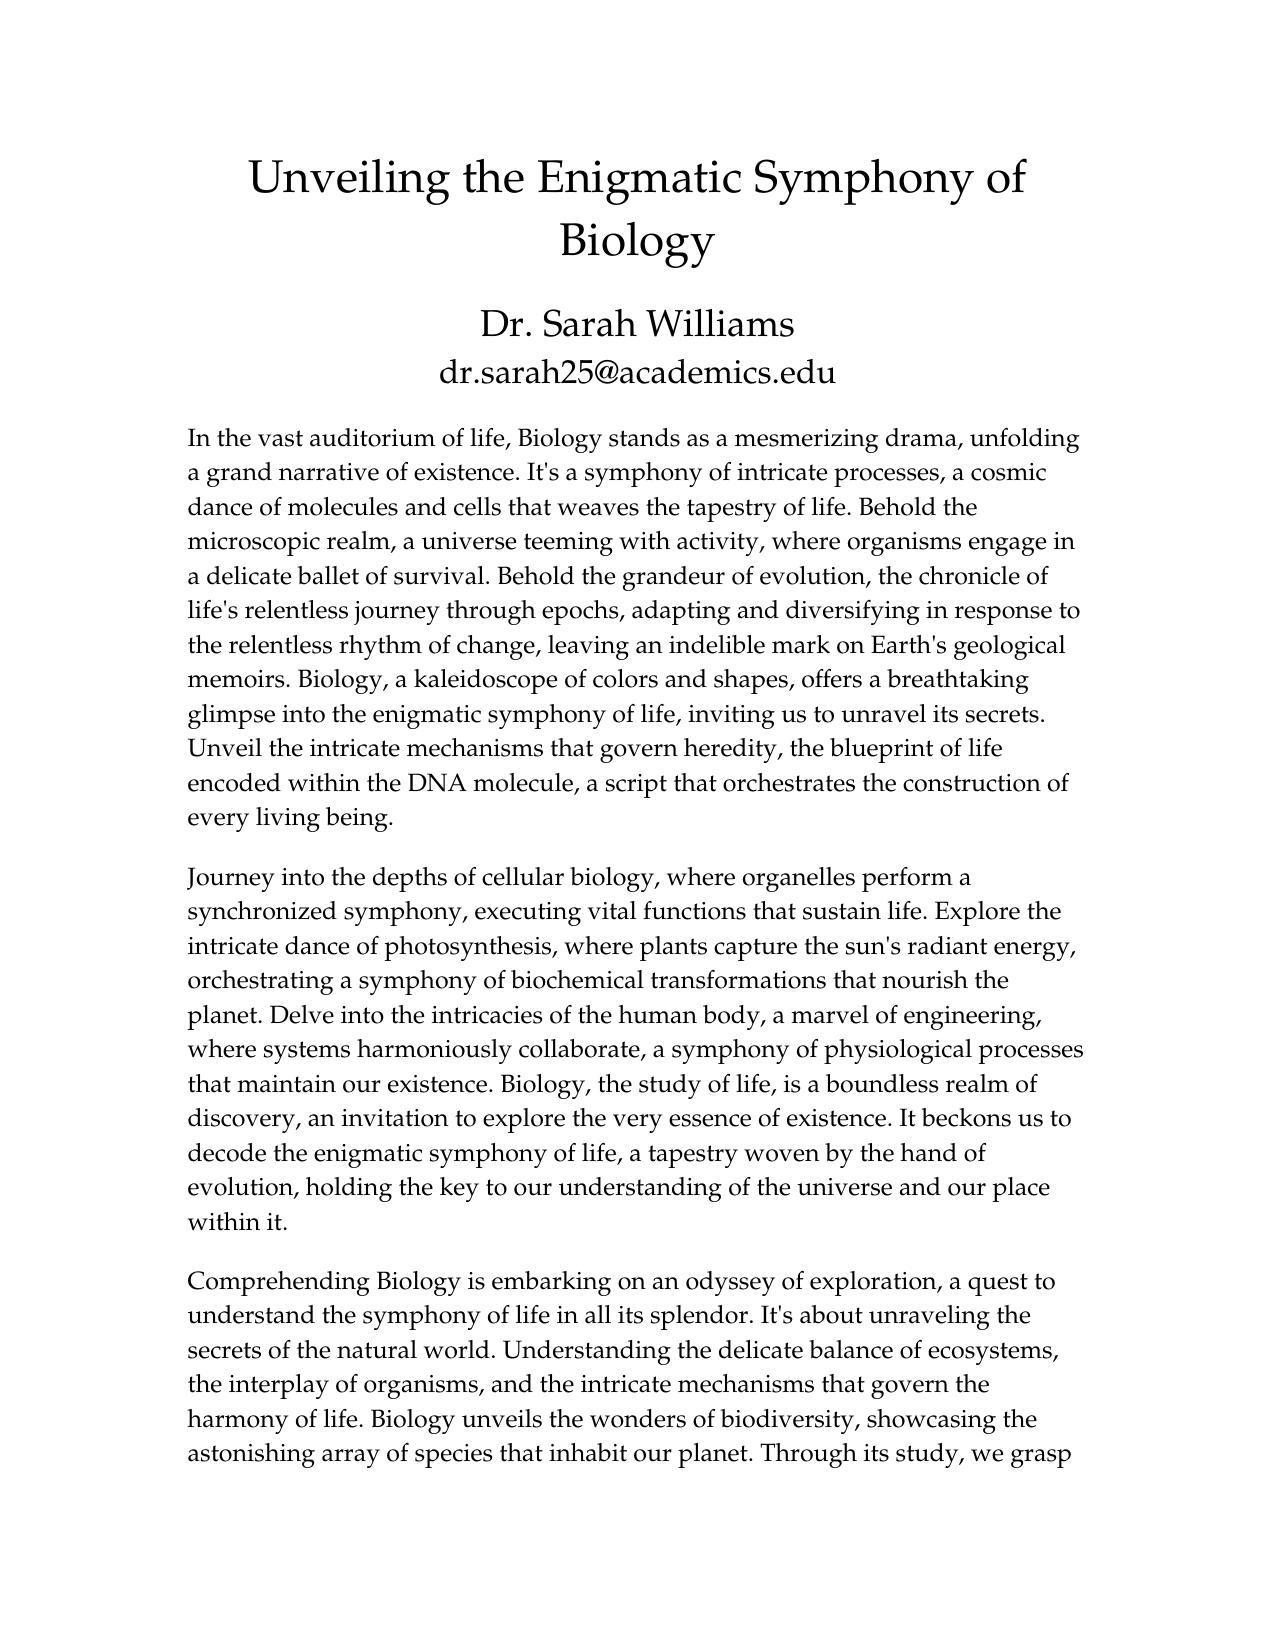 Unveiling the Enigmatic Symphony of
Biology
Dr. Sarah Williams
dr.sarah25@academics.edu
In the vast auditorium of life, Biology stands as a mesmerizing drama, unfolding
a grand narrative of existence. It's a symphony of intricate processes, a cosmic
dance of molecules and cells that weaves the tapestry of life. Behold the
microscopic realm, a universe teeming with activity, where organisms engage in
a delicate ballet of survival. Behold the grandeur of evolution, the chronicle of
life's relentless journey through epochs, adapting and diversifying in response to
the relentless rhythm of change, leaving an indelible mark on Earth's geological
memoirs. Biology, a kaleidoscope of colors and shapes, offers a breathtaking
glimpse into the enigmatic symphony of life, inviting us to unravel its secrets.
Unveil the intricate mechanisms that govern heredity, the blueprint of life
encoded within the DNA molecule, a script that orchestrates the construction of
every living being.
Journey into the depths of cellular biology, where organelles perform a
synchronized symphony, executing vital functions that sustain life. Explore the
intricate dance of photosynthesis, where plants capture the sun's radiant energy,
orchestrating a symphony of biochemical transformations that nourish the
planet. Delve into the intricacies of the human body, a marvel of engineering,
where systems harmoniously collaborate, a symphony of physiological processes
that maintain our existence. Biology, the study of life, is a boundless realm of
discovery, an invitation to explore the very essence of existence. It beckons us to
decode the enigmatic symphony of life, a tapestry woven by the hand of
evolution, holding the key to our understanding of the universe and our place
within it.
Comprehending Biology is embarking on an odyssey of exploration, a quest to
understand the symphony of life in all its splendor. It's about unraveling the
secrets of the natural world. Understanding the delicate balance of ecosystems,
the interplay of organisms, and the intricate mechanisms that govern the
harmony of life. Biology unveils the wonders of biodiversity, showcasing the
astonishing array of species that inhabit our planet. Through its study, we grasp